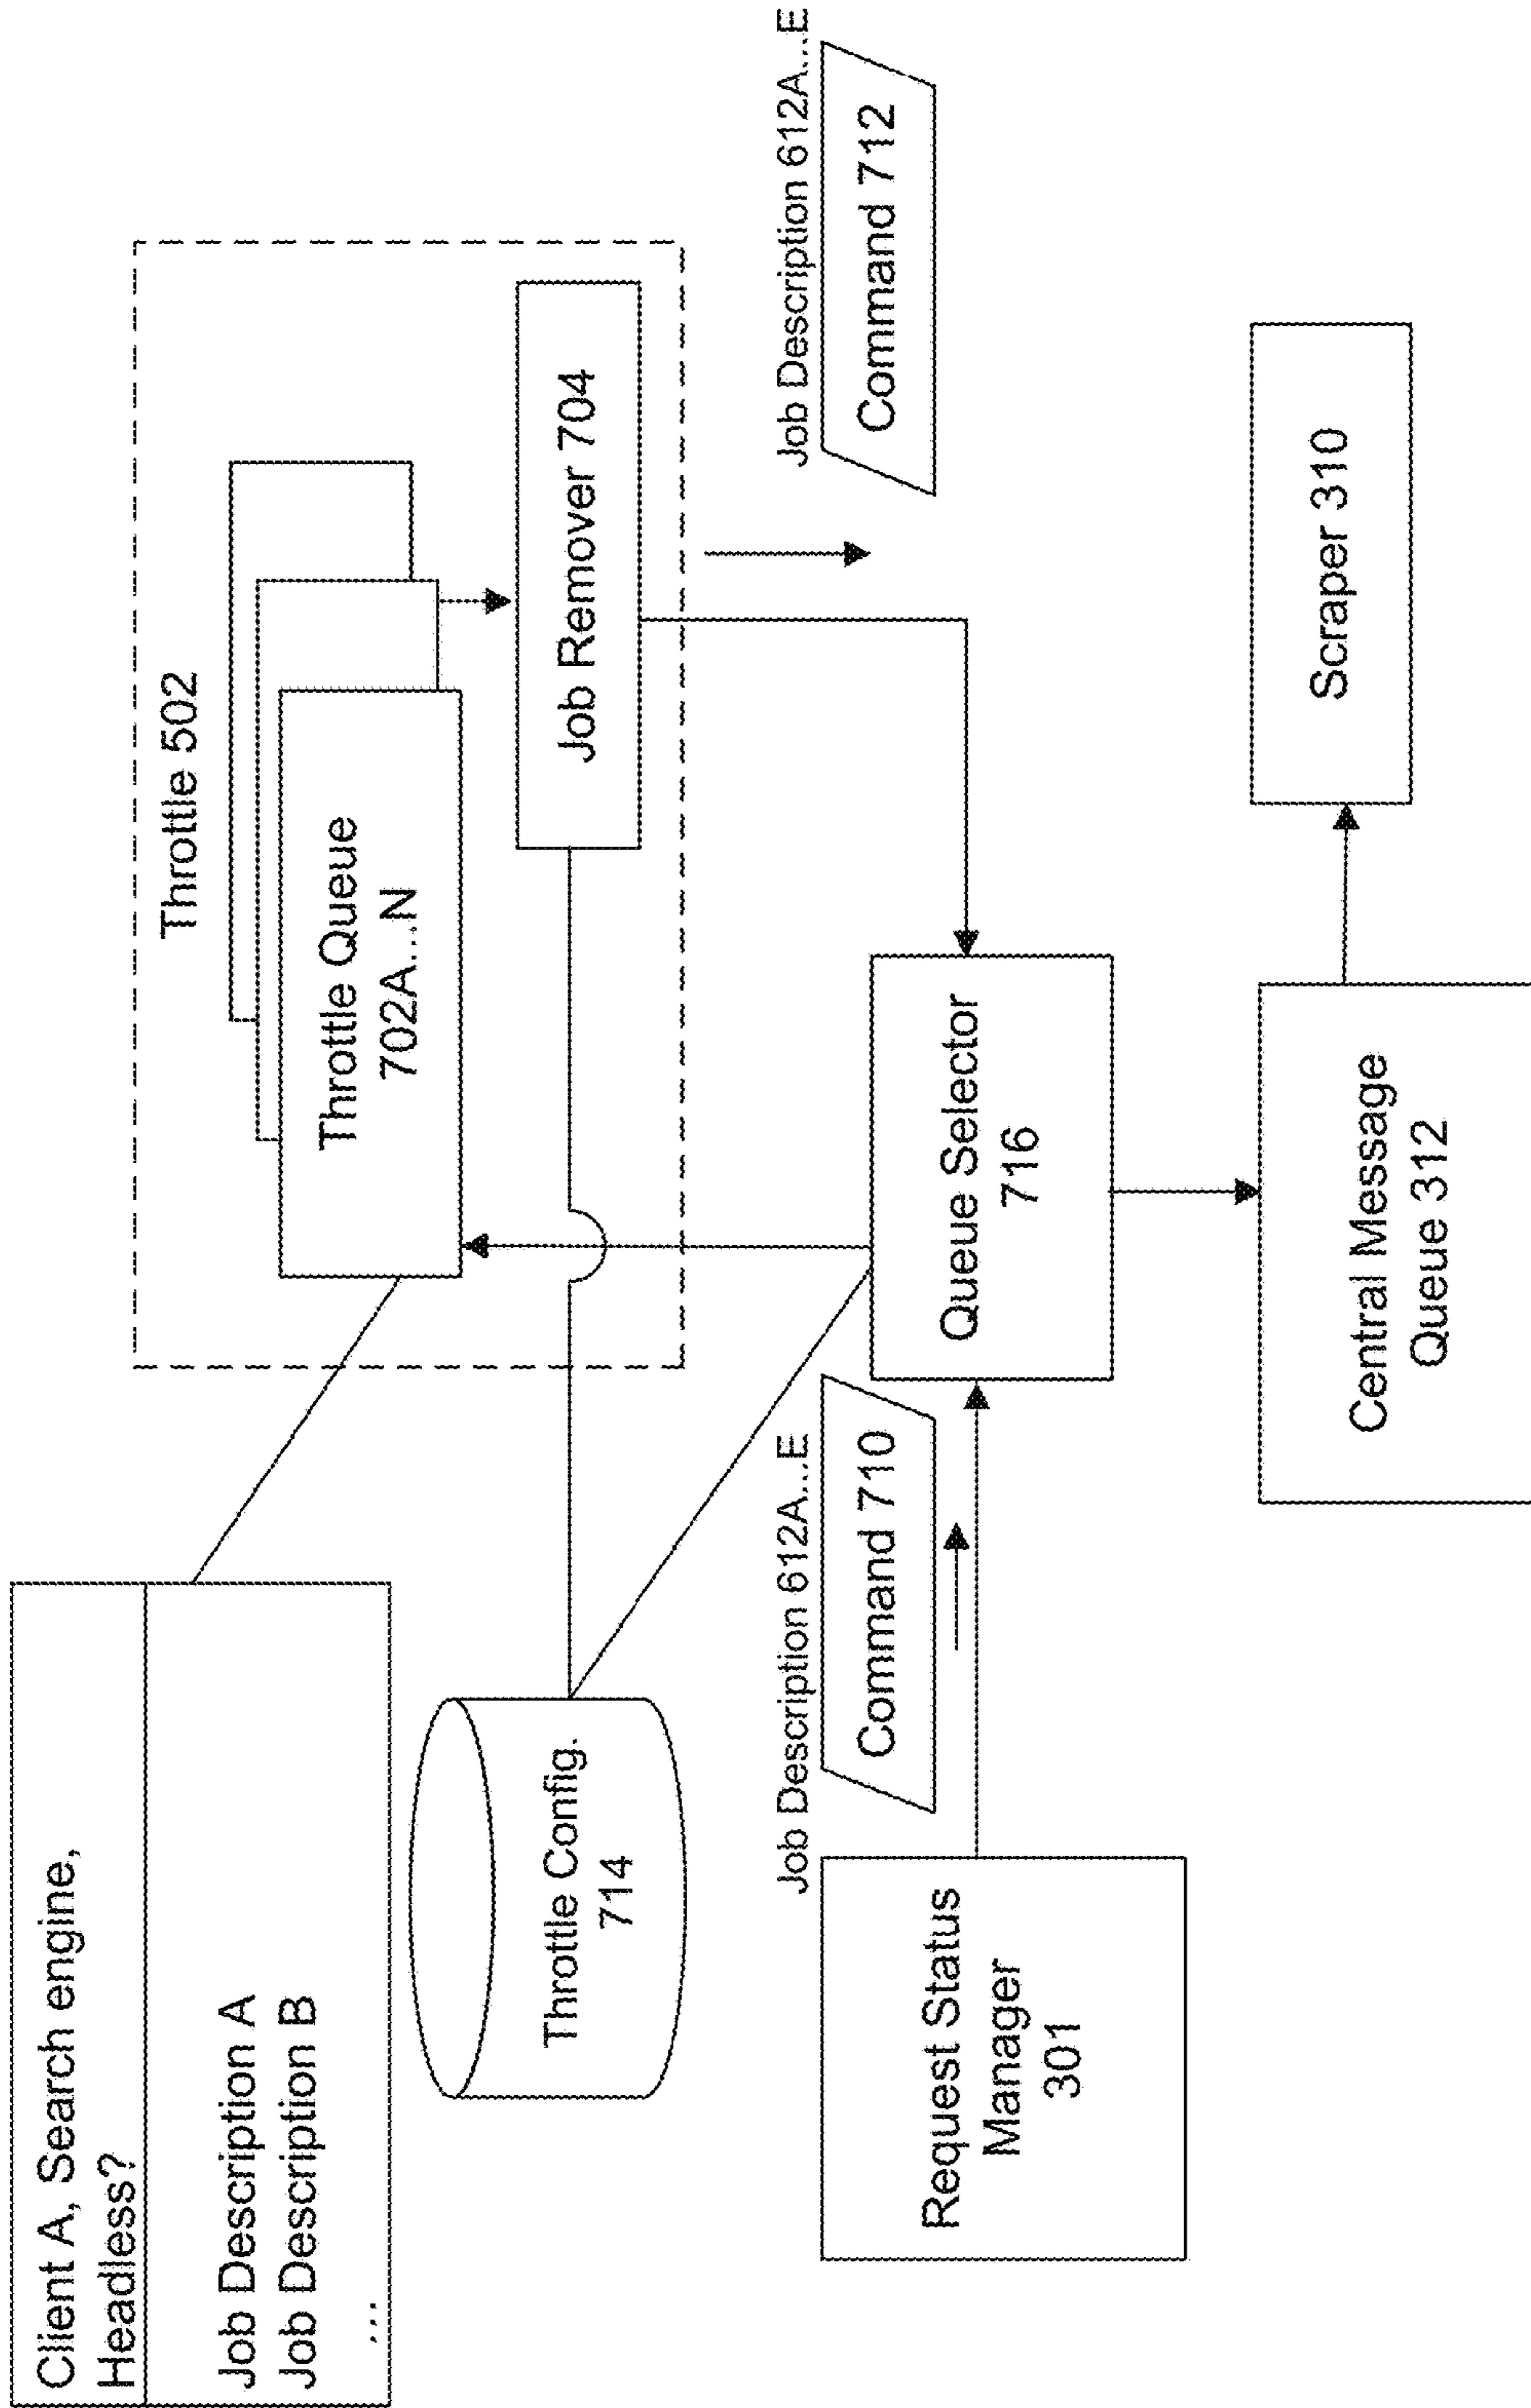 Client A, Search engine,
Headless?
Job Description A
Job Description B
...
Throttle 502
Throttle Queue
702A...N
Job Remover 704
Throttle Config.
714
Job Description 612A...E
Command 710
Job Description 612A...E
Command 712
Request Status
Manager
301
Queue Selector
716
Central Message
Queue 312
Scraper 310